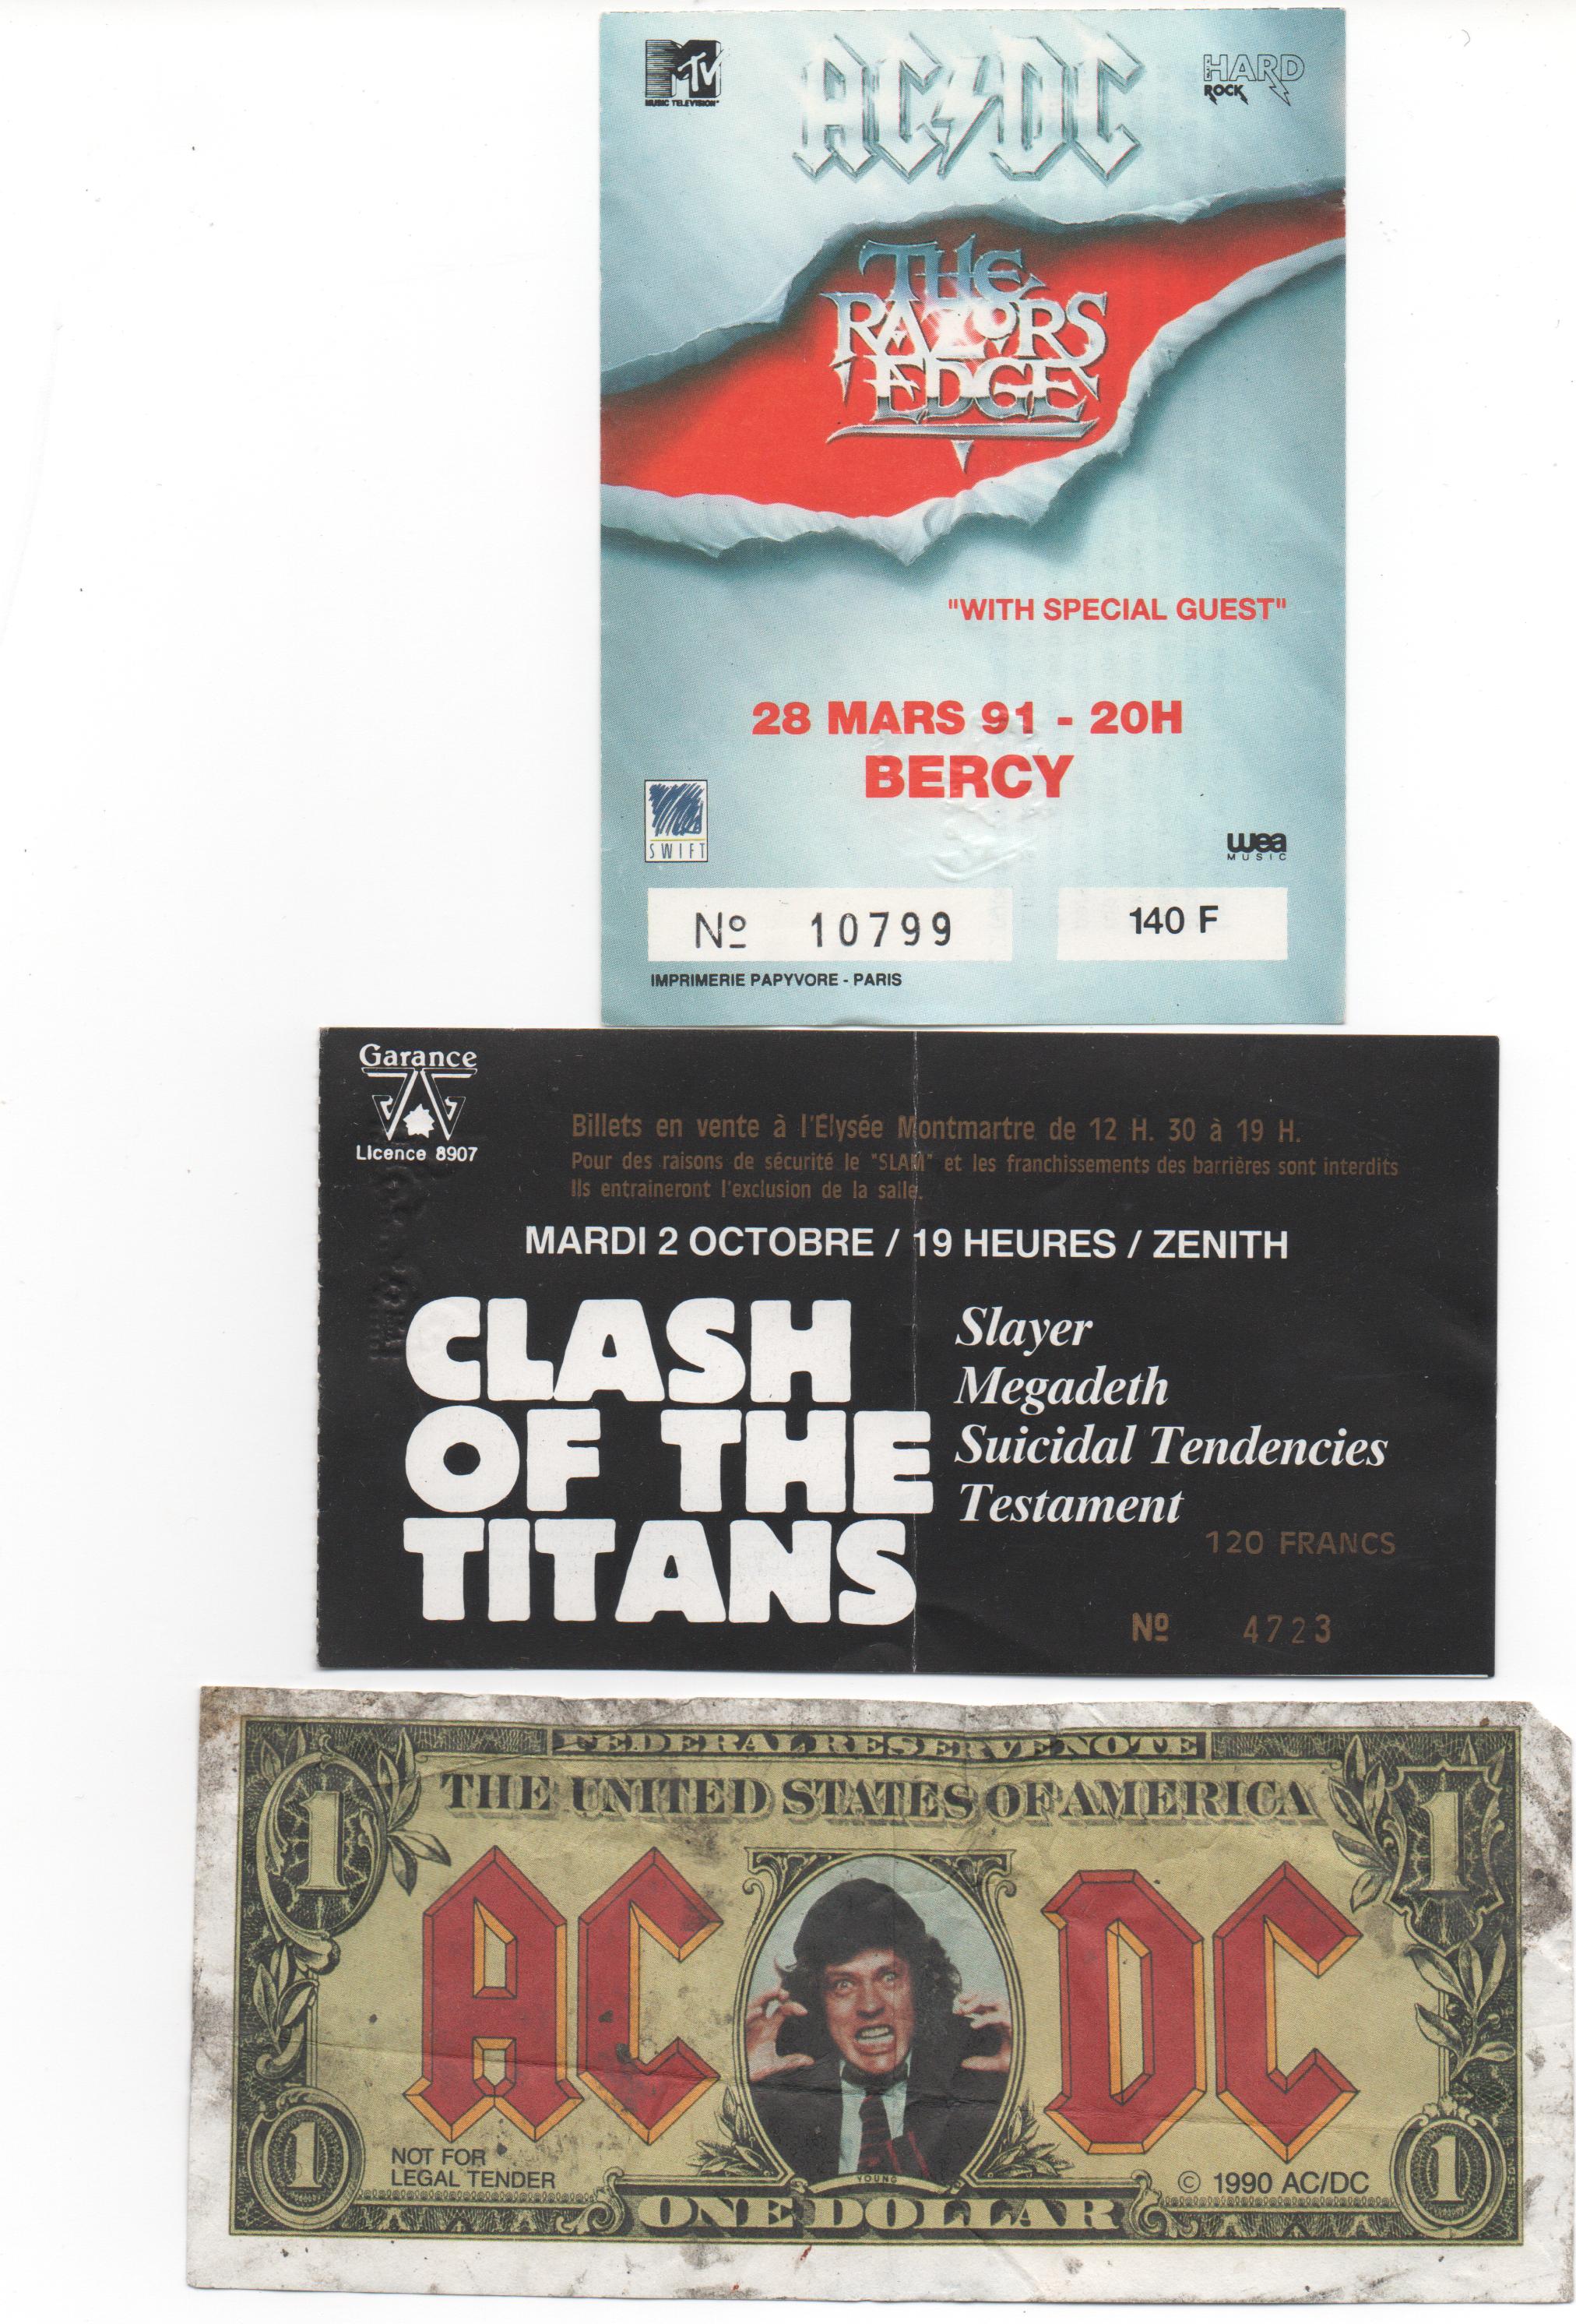 MTV
MUSIC TELEVISION
AC/DC
HARD
ROCK
THE
RAZORS
EDGE
"WITH SPECIAL GUEST"
28 MARS 91 - 20H
BERCY
SWIFT
wea
MUSIC
Nº 10799
140 F
IMPRIMERIE PAPYVORE - PARIS
Garance
Licence 8907
Billets en vente à l'Elysée Montmartre de 12 H. 30 à 19 H.
Pour des raisons de sécurité le "SLAM" et les franchissements des barrières sont interdits
Ils entraineront l'exclusion de la salle.
MARDI 2 OCTOBRE / 19 HEURES / ZENITH
CLASH
OF THE
TITANS
Slayer
Megadeth
Suicidal Tendencies
Testament
120 FRANCS
Nº 4723
FEDERAL RESERVE NOTE
THE UNITED STATES OF AMERICA
1
1
AC DC
NOT FOR
LEGAL TENDER
YOUNG
© 1990 AC/DC
1
1
ONE DOLLAR